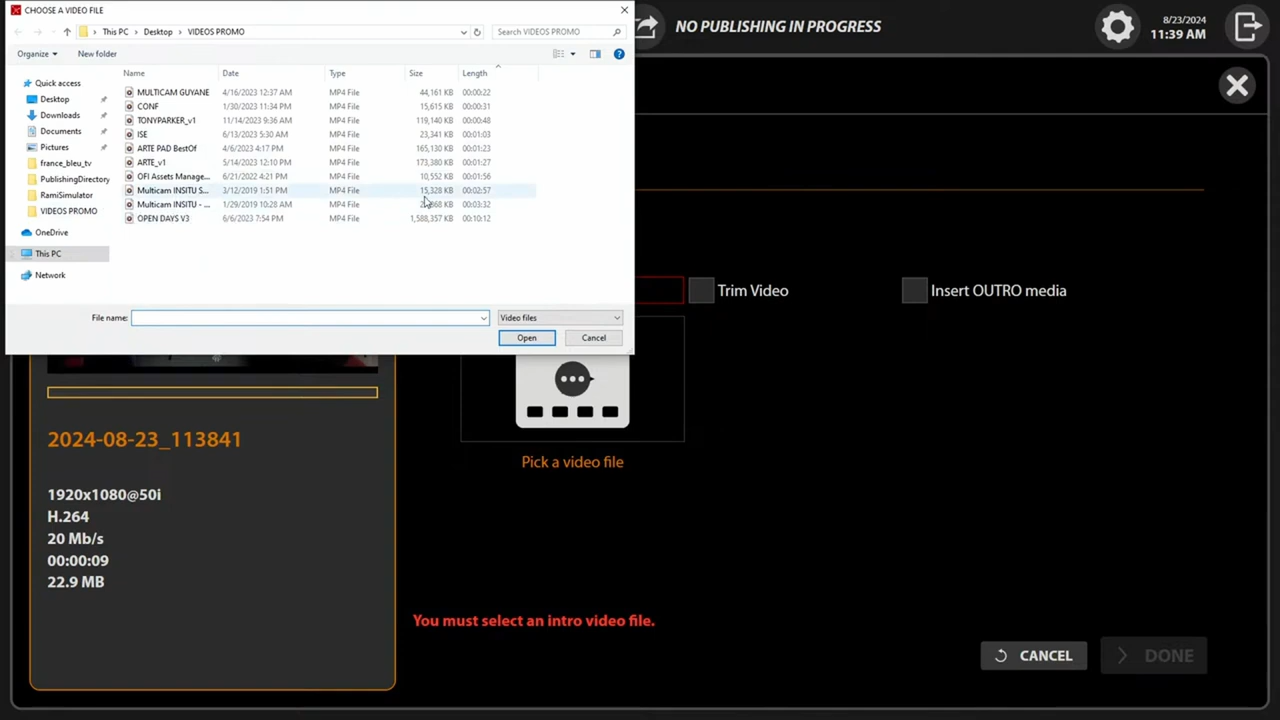 CHOOSE A VIDEO FILE
This PC > Desktop > VIDEOS PROMO
Search VIDEOS PROMO
Organize
New folder
Name Date Type Size Length
MULTICAM GUYANE 4/16/2023 12:37 AM MP4 File 44,161 KB 00:00:22
CONF 1/30/2023 11:34 PM MP4 File 15,615 KB 00:00:31
TONYPARKER_v1 11/14/2023 9:36 AM MP4 File 119,140 KB 00:00:48
ISE 6/13/2023 5:30 AM MP4 File 23,341 KB 00:01:03
ARTE PAD BestOf 4/6/2023 4:17 PM MP4 File 165,130 KB 00:01:23
ARTE_v1 5/14/2023 12:10 PM MP4 File 173,380 KB 00:01:27
OFI Assets Manage... 6/21/2022 4:21 PM MP4 File 10,552 KB 00:01:56
Multicam INSITU S... 3/12/2019 1:51 PM MP4 File 15,328 KB 00:02:57
Multicam INSITU - ... 1/29/2019 10:28 AM MP4 File KB 00:03:32
OPEN DAYS V3 6/6/2023 7:54 PM MP4 File 1,588,357 KB 00:10:12
Quick access
Desktop
Downloads
Documents
Pictures
france_bleu_tv
PublishingDirectory
RamiSimulator
VIDEOS PROMO
OneDrive
This PC
Network
File name:
Video files
Open
Cancel
NO PUBLISHING IN PROGRESS
8/23/2024
11:39 AM
Trim Video
Insert OUTRO media
Pick a video file
2024-08-23_113841
1920x1080@50i
H.264
20 Mb/s
00:00:09
22.9 MB
You must select an intro video file.
CANCEL
DONE